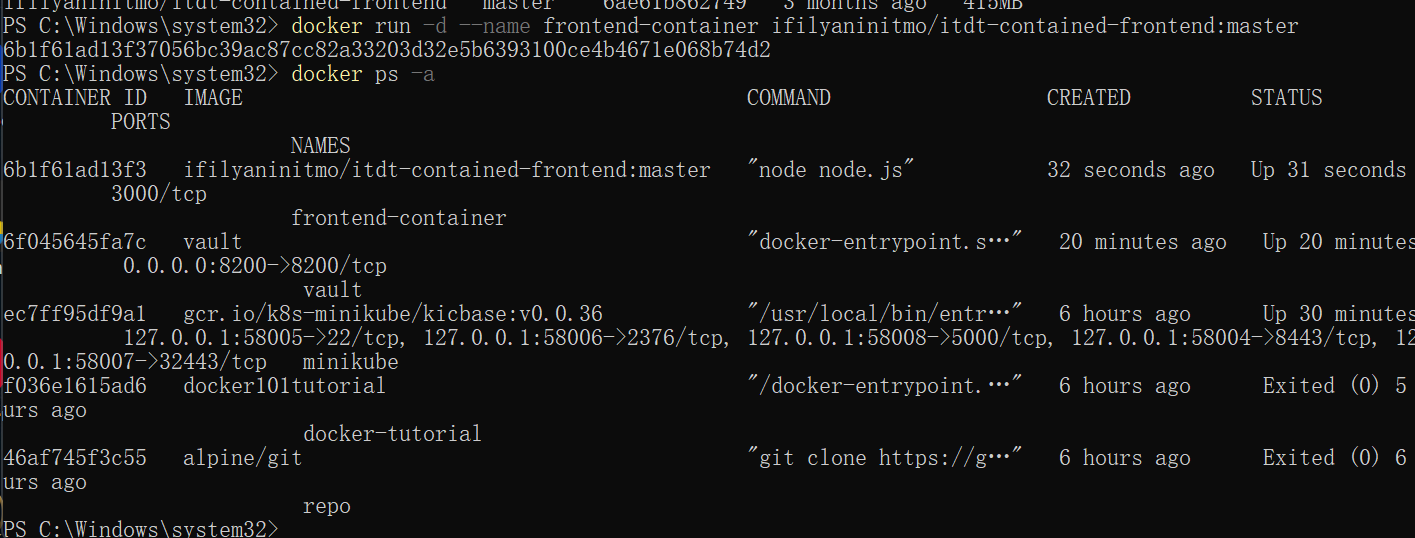 ifilyaninitmo/itdt-contained-frontend   master    6ae61b862749   3 months ago   415MB
PS C:\Windows\system32> docker run -d --name frontend-container ifilyaninitmo/itdt-contained-frontend:master
6b1f61ad13f37056bc39ac87cc82a33203d32e5b6393100ce4b4671e068b74d2
PS C:\Windows\system32> docker ps -a
CONTAINER ID   IMAGE                                          COMMAND                  CREATED          STATUS
         PORTS
                        NAMES
6b1f61ad13f3   ifilyaninitmo/itdt-contained-frontend:master   "node node.js"           32 seconds ago   Up 31 seconds
         3000/tcp
                        frontend-container
6f045645fa7c   vault                                          "docker-entrypoint.s…"   20 minutes ago   Up 20 minutes
          0.0.0.0:8200->8200/tcp
                         vault
ec7ff95df9a1   gcr.io/k8s-minikube/kicbase:v0.0.36            "/usr/local/bin/entr…"   6 hours ago      Up 30 minutes
          127.0.0.1:58005->22/tcp, 127.0.0.1:58006->2376/tcp, 127.0.0.1:58008->5000/tcp, 127.0.0.1:58004->8443/tcp, 12
0.0.1:58007->32443/tcp   minikube
f036e1615ad6   docker101tutorial                              "/docker-entrypoint.…"   6 hours ago      Exited (0) 5
urs ago
                         docker-tutorial
46af745f3c55   alpine/git                                     "git clone https://g…"   6 hours ago      Exited (0) 6
urs ago
                         repo
PS C:\Windows\system32>